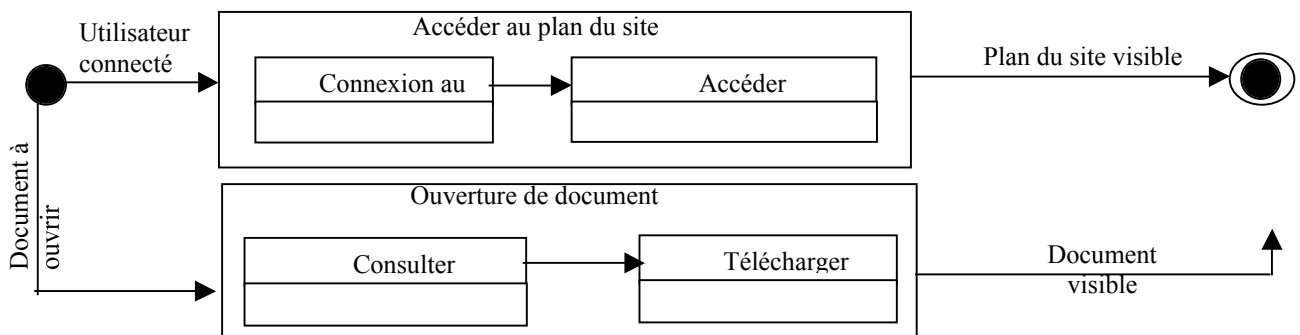 Utilisateur
connecté
Accéder au plan du site
Connexion au
Accéder
Plan du site visible
Document à
ouvrir
Ouverture de document
Consulter
Télécharger
Document
visible